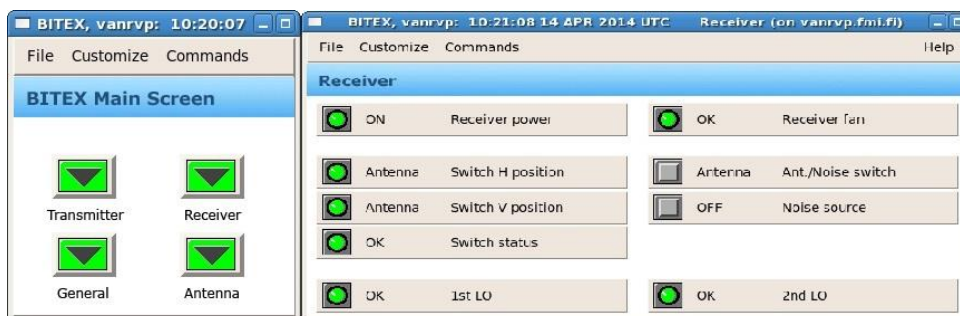 BITEX, vanrvp: 10:20:07
File Customize Commands
BITEX Main Screen
Transmitter Receiver
General Antenna
BITEX, vanrvp: 10:21:08 14 APR 2014 UTC Receiver (on vanrvp.fmi.fi)
File Customize Commands Help
Receiver
ON Receiver power OK Receiver fan
Antenna Switch H position Antenna Ant./Noise switch
Antenna Switch V position OFF Noise source
OK Switch status
OK 1st LO OK 2nd LO